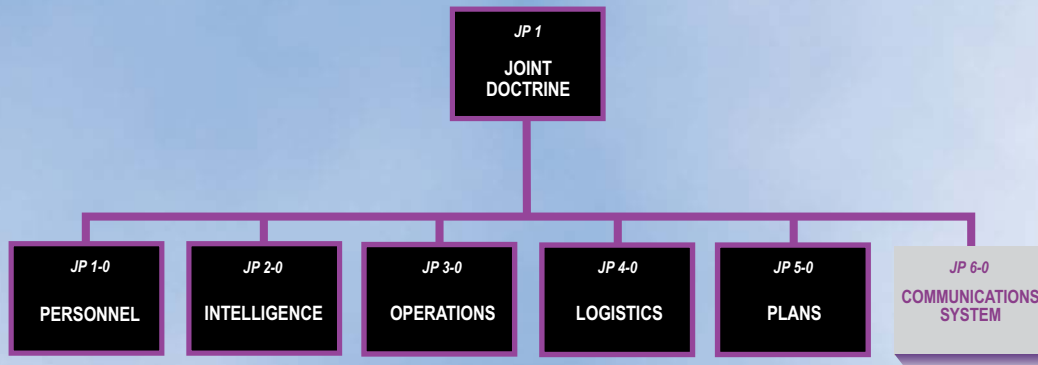 JP 1
JOINT
DOCTRINE
JP 1-0
PERSONNEL
JP 2-0
INTELLIGENCE
JP 3-0
OPERATIONS
JP 4-0
LOGISTICS
JP 5-0
PLANS
JP 6-0
COMMUNICATIONS
SYSTEM